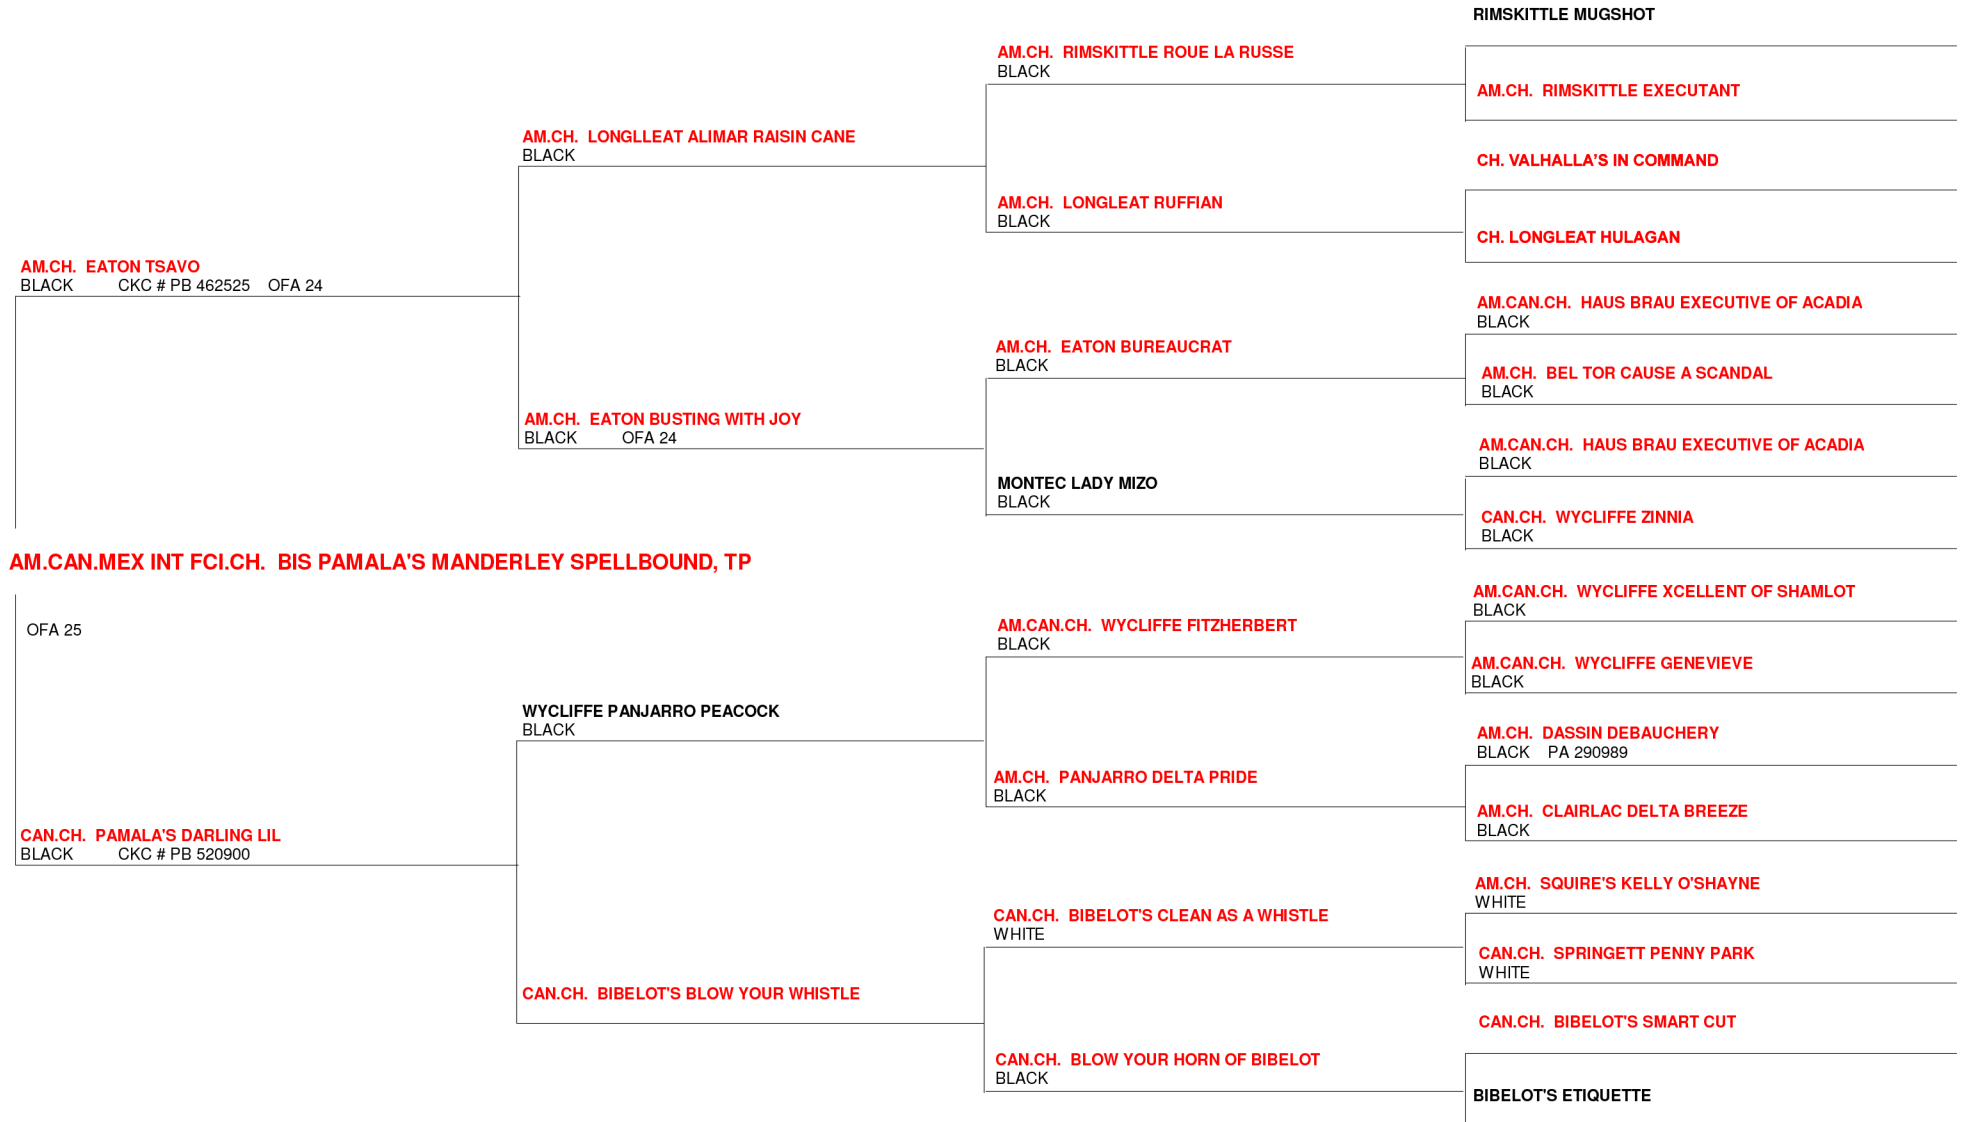 RIMSKITTLE MUGSHOT
AM.CH. RIMSKITTLE ROUE LA RUSSE
BLACK
AM.CH. RIMSKITTLE EXECUTANT
AM.CH. LONGLLEAT ALIMAR RAISIN CANE
BLACK
CH. VALHALLA'S IN COMMAND
AM.CH. LONGLEAT RUFFIAN
BLACK
CH. LONGLEAT HULAGAN
AM.CH. EATON TSAVO
BLACK CKC # PB 462525 OFA 24
AM.CAN.CH. HAUS BRAU EXECUTIVE OF ACADIA
BLACK
AM.CH. EATON BUREAUCRAT
BLACK
AM.CH. BEL TOR CAUSE A SCANDAL
BLACK
AM.CH. EATON BUSTING WITH JOY
BLACK OFA 24
AM.CAN.CH. HAUS BRAU EXECUTIVE OF ACADIA
BLACK
MONTEC LADY MIZO
BLACK
CAN.CH. WYCLIFFE ZINNIA
BLACK
AM.CAN.MEX INT FCI.CH. BIS PAMALA'S MANDERLEY SPELLBOUND, TP
OFA 25
AM.CAN.CH. WYCLIFFE XCELLENT OF SHAMLOT
BLACK
AM.CAN.CH. WYCLIFFE FITZHERBERT
BLACK
AM.CAN.CH. WYCLIFFE GENEVIEVE
BLACK
WYCLIFFE PANJARRO PEACOCK
BLACK
AM.CH. DASSIN DEBAUCHERY
BLACK PA 290989
AM.CH. PANJARRO DELTA PRIDE
BLACK
AM.CH. CLAIRLAC DELTA BREEZE
BLACK
CAN.CH. PAMALA'S DARLING LIL
BLACK CKC # PB 520900
AM.CH. SQUIRE'S KELLY O'SHAYNE
WHITE
CAN.CH. BIBELOT'S CLEAN AS A WHISTLE
WHITE
CAN.CH. SPRINGETT PENNY PARK
WHITE
CAN.CH. BIBELOT'S BLOW YOUR WHISTLE
CAN.CH. BIBELOT'S SMART CUT
CAN.CH. BLOW YOUR HORN OF BIBELOT
BLACK
BIBELOT'S ETIQUETTE